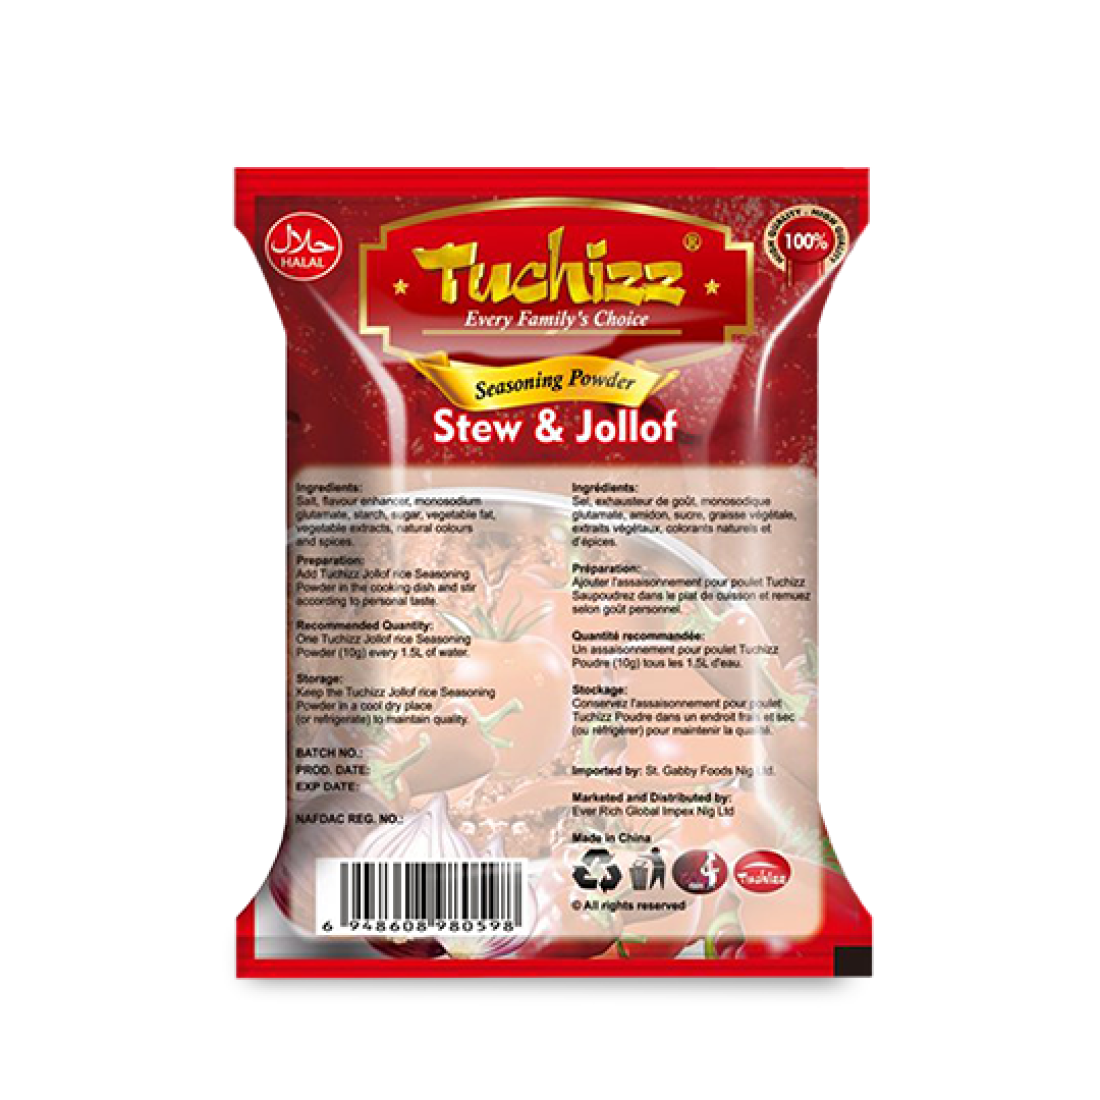 حلال
HALAL
HIGH QUALITY . HIGH QUALITY
100%
Tuchizz ®
Every Family's Choice
Seasoning Powder
Stew & Jollof
Ingredients:
Salt, flavour enhancer, monosodium
glutamate, starch, sugar, vegetable fat,
vegetable extracts, natural colours
and spices.
Preparation:
Add Tuchizz Jollof rice Seasoning
Powder in the cooking dish and stir
according to personal taste.
Recommended Quantity:
One Tuchizz Jollof rice Seasoning
Powder (10g) every 1.5L of water.
Storage:
Keep the Tuchizz Jollof rice Seasoning
Powder in a cool dry place
(or refrigerate) to maintain quality.
BATCH NO.:
PROD. DATE:
EXP DATE:
NAFDAC REG. NO.:
6 948608 980598
Ingrédients:
Sel, exhausteur de goût, monosodique
glutamate, amidon, sucre, graisse végétale,
extraits végétaux, colorants naturels et
d'épices.
Préparation:
Ajouter l'assaisonnement pour poulet Tuchizz
Saupoudrez dans le plat de cuisson et remuez
selon goût personnel.
Quantité recommandée:
Un assaisonnement pour poulet Tuchizz
Poudre (10g) tous les 1.5L d'eau.
Stockage:
Conservez l'assaisonnement pour poulet
Tuchizz Poudre dans un endroit frais et sec
(ou réfrigérer) pour maintenir la qualité.
Imported by: St. Gabby Foods Nig Ltd.
Marketed and Distributed by:
Ever Rich Global Impex Nig Ltd
Made in China
Tuchizz
© All rights reserved